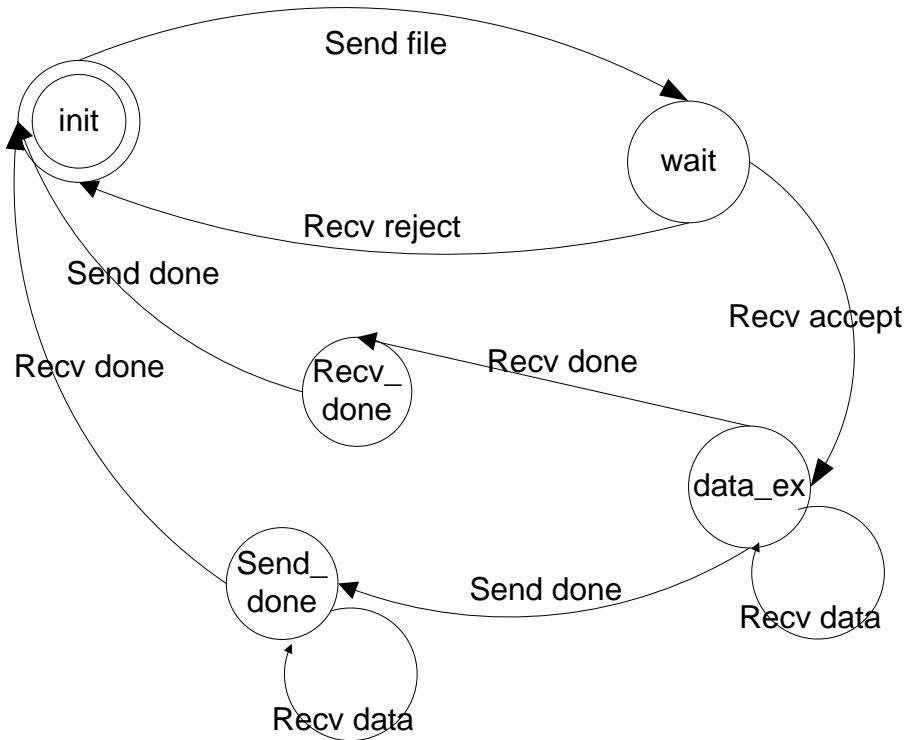 Send file
init
wait
Recv reject
Send done
Recv accept
Recv done
Recv done
Recv_
done
data_ex
Send_
done
Send done
Recv data
Recv data